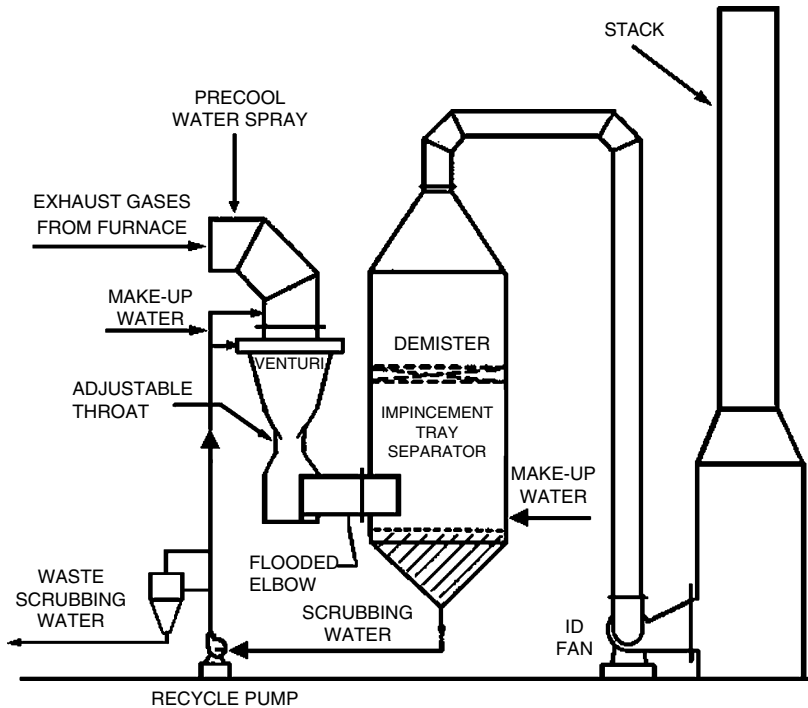 STACK
PRECOOL
WATER SPRAY
EXHAUST GASES
FROM FURNACE
MAKE-UP
WATER
VENTURI
DEMISTER
ADJUSTABLE
THROAT
IMPINCEMENT
TRAY
SEPARATOR
MAKE-UP
WATER
FLOODED
ELBOW
WASTE
SCRUBBING
WATER
SCRUBBING
WATER
ID
FAN
RECYCLE PUMP